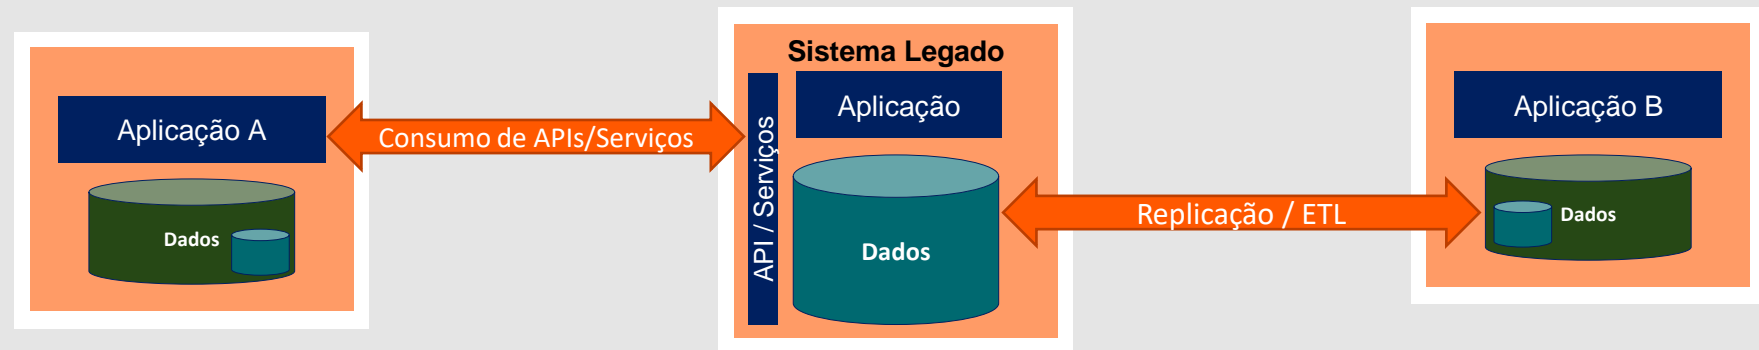 Aplicação A
Dados
Consumo de APIs/Serviços
Sistema Legado
API / Serviços
Aplicação
Dados
Replicação / ETL
Aplicação B
Dados